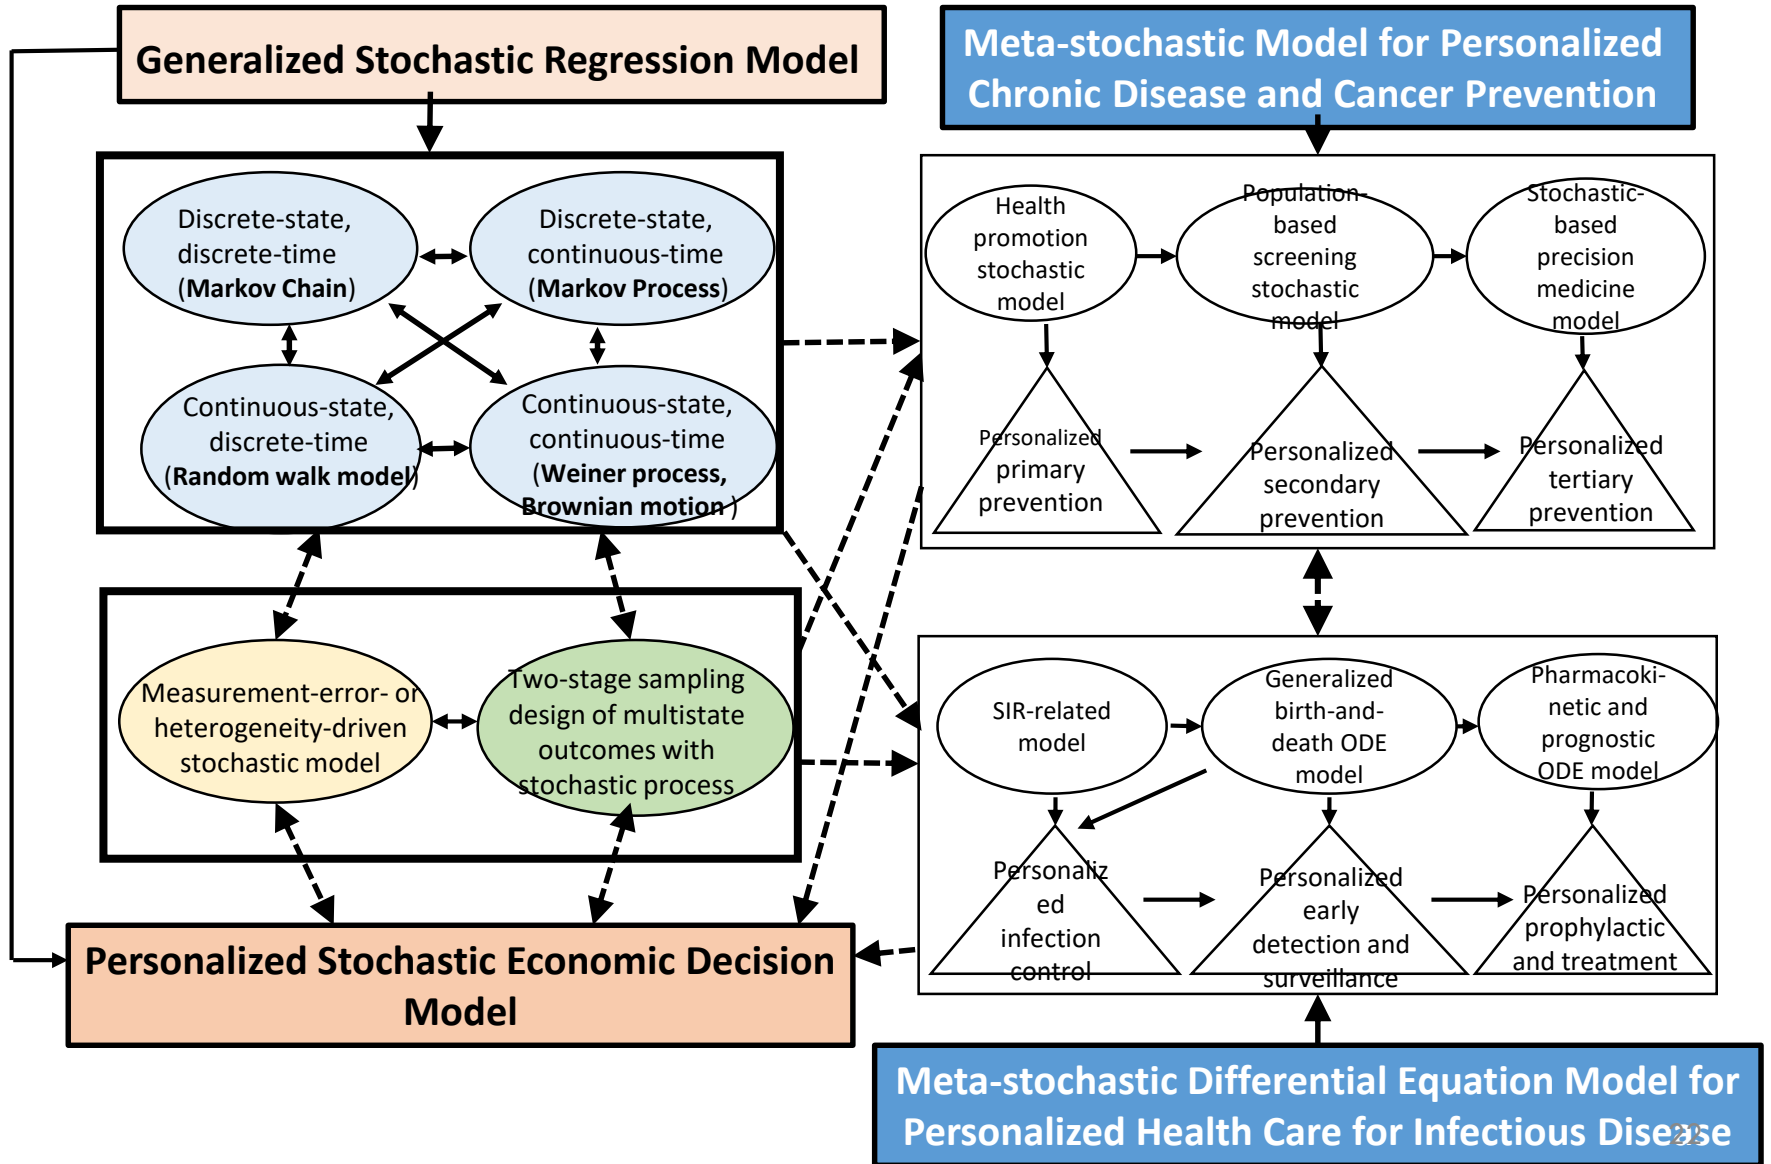 Generalized Stochastic Regression Model
Meta-stochastic Model for Personalized
Chronic Disease and Cancer Prevention
Discrete-state,
discrete-time
(Markov Chain)
Discrete-state,
continuous-time
(Markov Process)
Continuous-state,
discrete-time
(Random walk model)
Continuous-state,
continuous-time
(Weiner process,
Brownian motion )
Health
promotion
stochastic
model
Population-
based
screening
stochastic
model
Stochastic-
based
precision
medicine
model
Personalized
primary
prevention
Personalized
secondary
prevention
Personalized
tertiary
prevention
Measurement-error- or
heterogeneity-driven
stochastic model
Two-stage sampling
design of multistate
outcomes with
stochastic process
SIR-related
model
Generalized
birth-and-
death ODE
model
Pharmacoki-
netic and
prognostic
ODE model
Personaliz
ed
infection
control
Personalized
early
detection and
surveillance
Personalized
prophylactic
and treatment
Personalized Stochastic Economic Decision
Model
Meta-stochastic Differential Equation Model for
Personalized Health Care for Infectious Disease
22